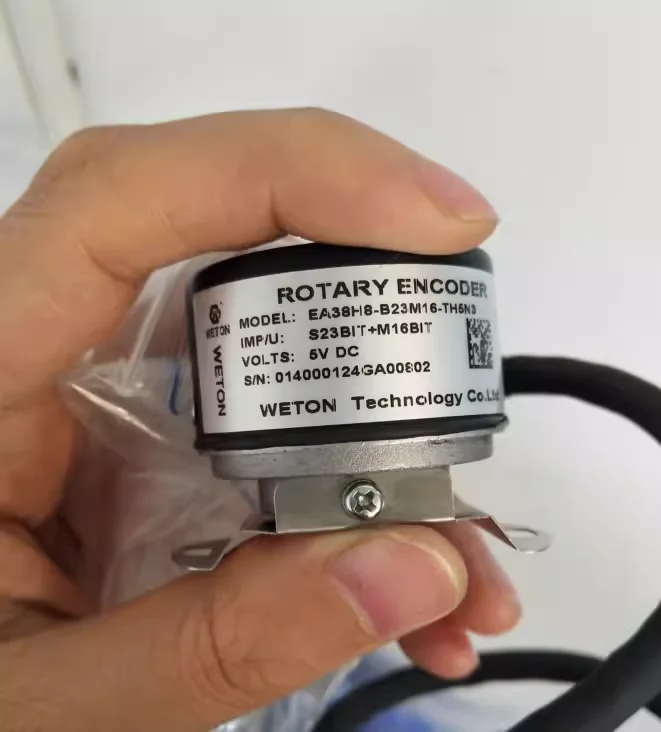 ROTARY ENCODER
MODEL: EA38H8-B23M16-TH5N3
IMP/U: S23BIT+M16BIT
VOLTS: 5V DC
S/N: 014000124GA00802
WETON Technology Co.Ltd
WETON
WETON